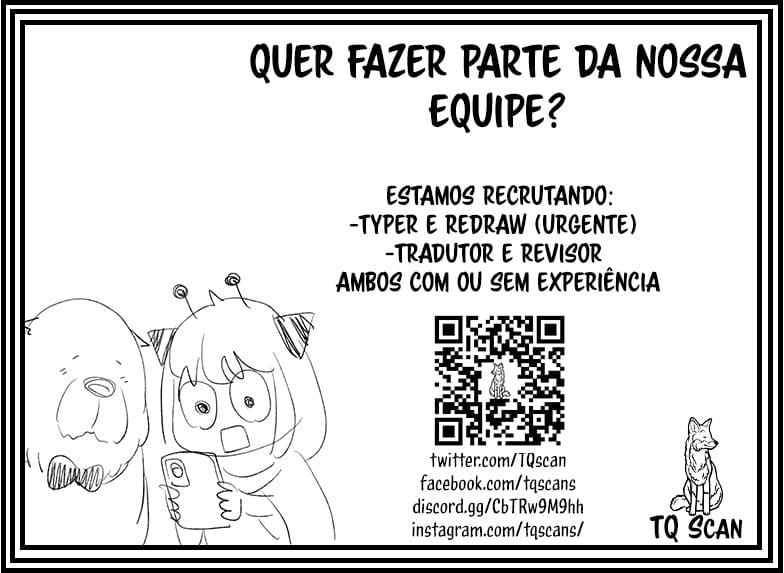 QUER FAZER PARTE DA NOSSA
EQUIPE?
ESTAMOS RECRUTANDO:
-TYPER E REDRAW (URGENTE)
-TRADUTOR E REVISOR
AMBOS COM OU SEM EXPERIÊNCIA
twitter.com/TQscan
facebook.com/tqscans
discord.gg/CbTRw9M9hh
instagram.com/tqscans/
TQ SCAN